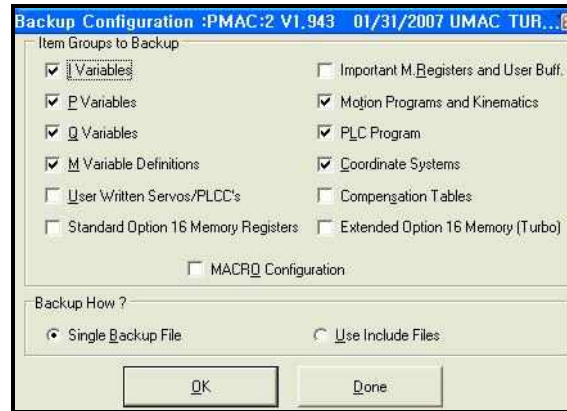 Backup Configuration :PMAC:2 V1.943 01/31/2007 UMAC TUR...
Item Groups to Backup
I Variables
Important M.Registers and User Buff.
P Variables
Motion Programs and Kinematics
Q Variables
PLC Program
M Variable Definitions
Coordinate Systems
User Written Servos/PLCC's
Compensation Tables
Standard Option 16 Memory Registers
Extended Option 16 Memory (Turbo)
MACRO Configuration
Backup How ?
Single Backup File
Use Include Files
OK
Done